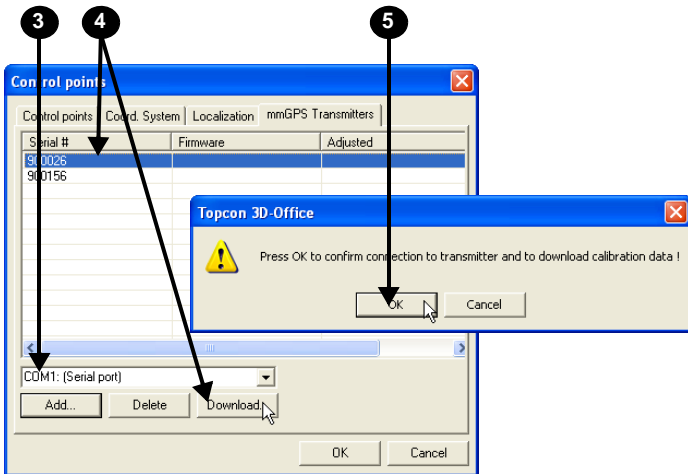 3 4 5
Control points
Control points Coord. System Localization mmGPS Transmitters
Serial # Firmware Adjusted
900026
900156
Topcon 3D-Office
Press OK to confirm connection to transmitter and to download calibration data !
OK Cancel
COM1: (Serial port)
Add... Delete Download...
OK Cancel